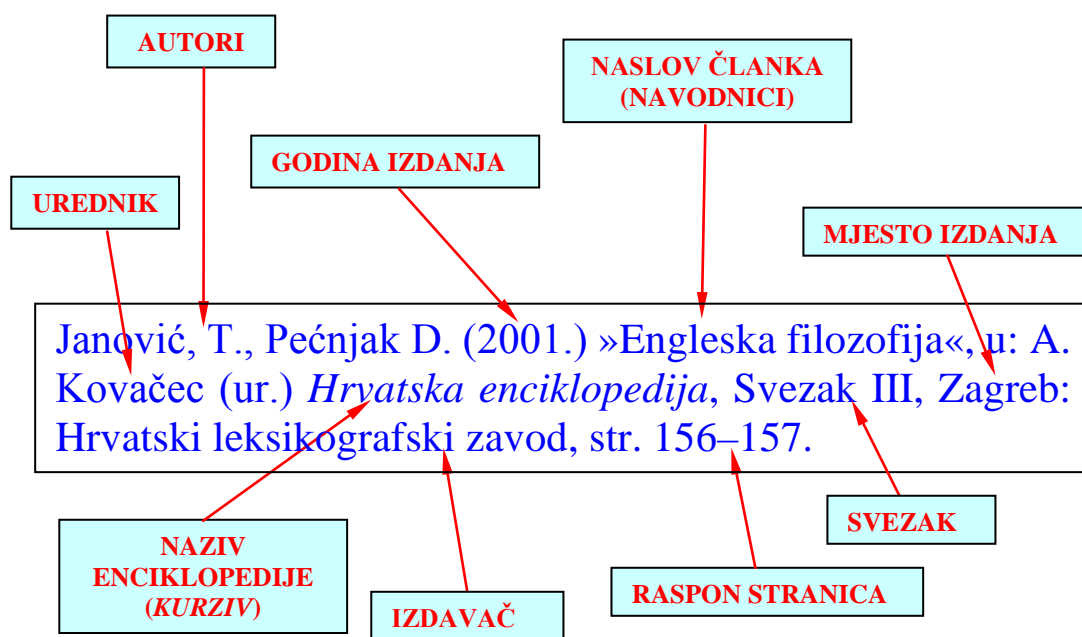 AUTORI
NASLOV ČLANKA
(NAVODNICI)
GODINA IZDANJA
UREDNIK
MJESTO IZDANJA
Janović, T., Pećnjak D. (2001.) »Engleska filozofija«, u: A.
Kovačec (ur.) Hrvatska enciklopedija, Svezak III, Zagreb:
Hrvatski leksikografski zavod, str. 156–157.
SVEZAK
NAZIV
ENCIKLOPEDIJE
(KURZIV)
RASPON STRANICA
IZDAVAČ